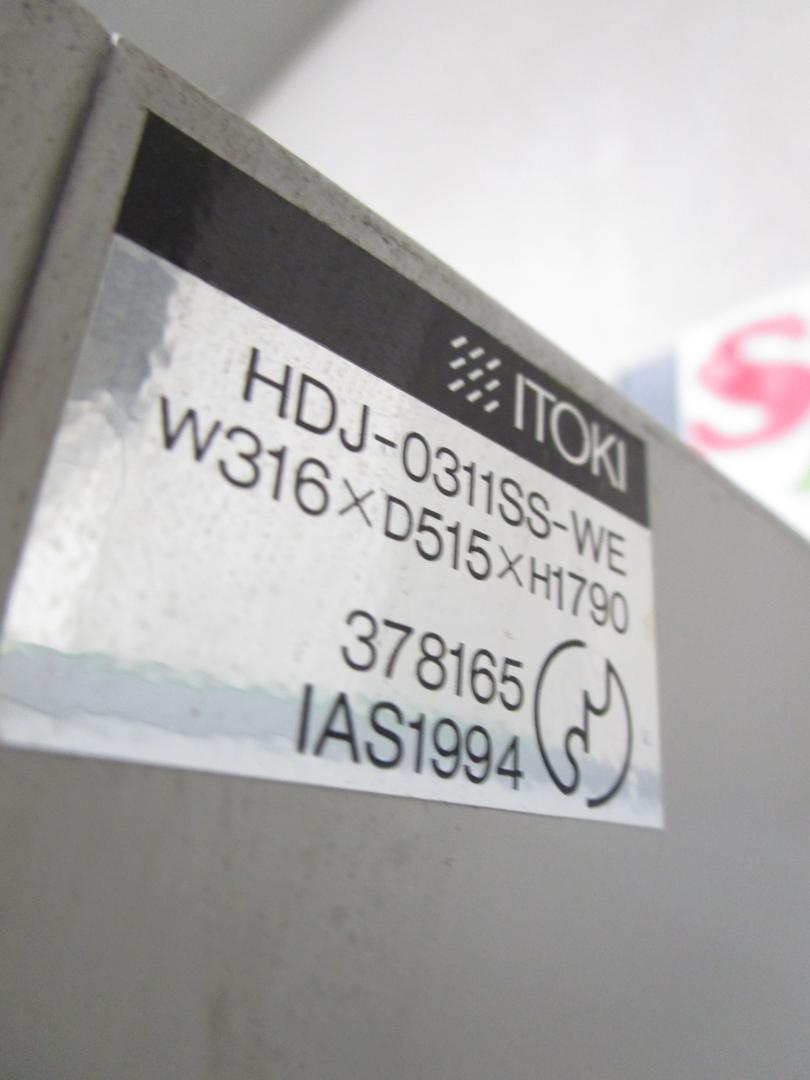 ITOKI
HDJ-0311SS-WE
W316×D515×H1790
378165
IAS1994
S